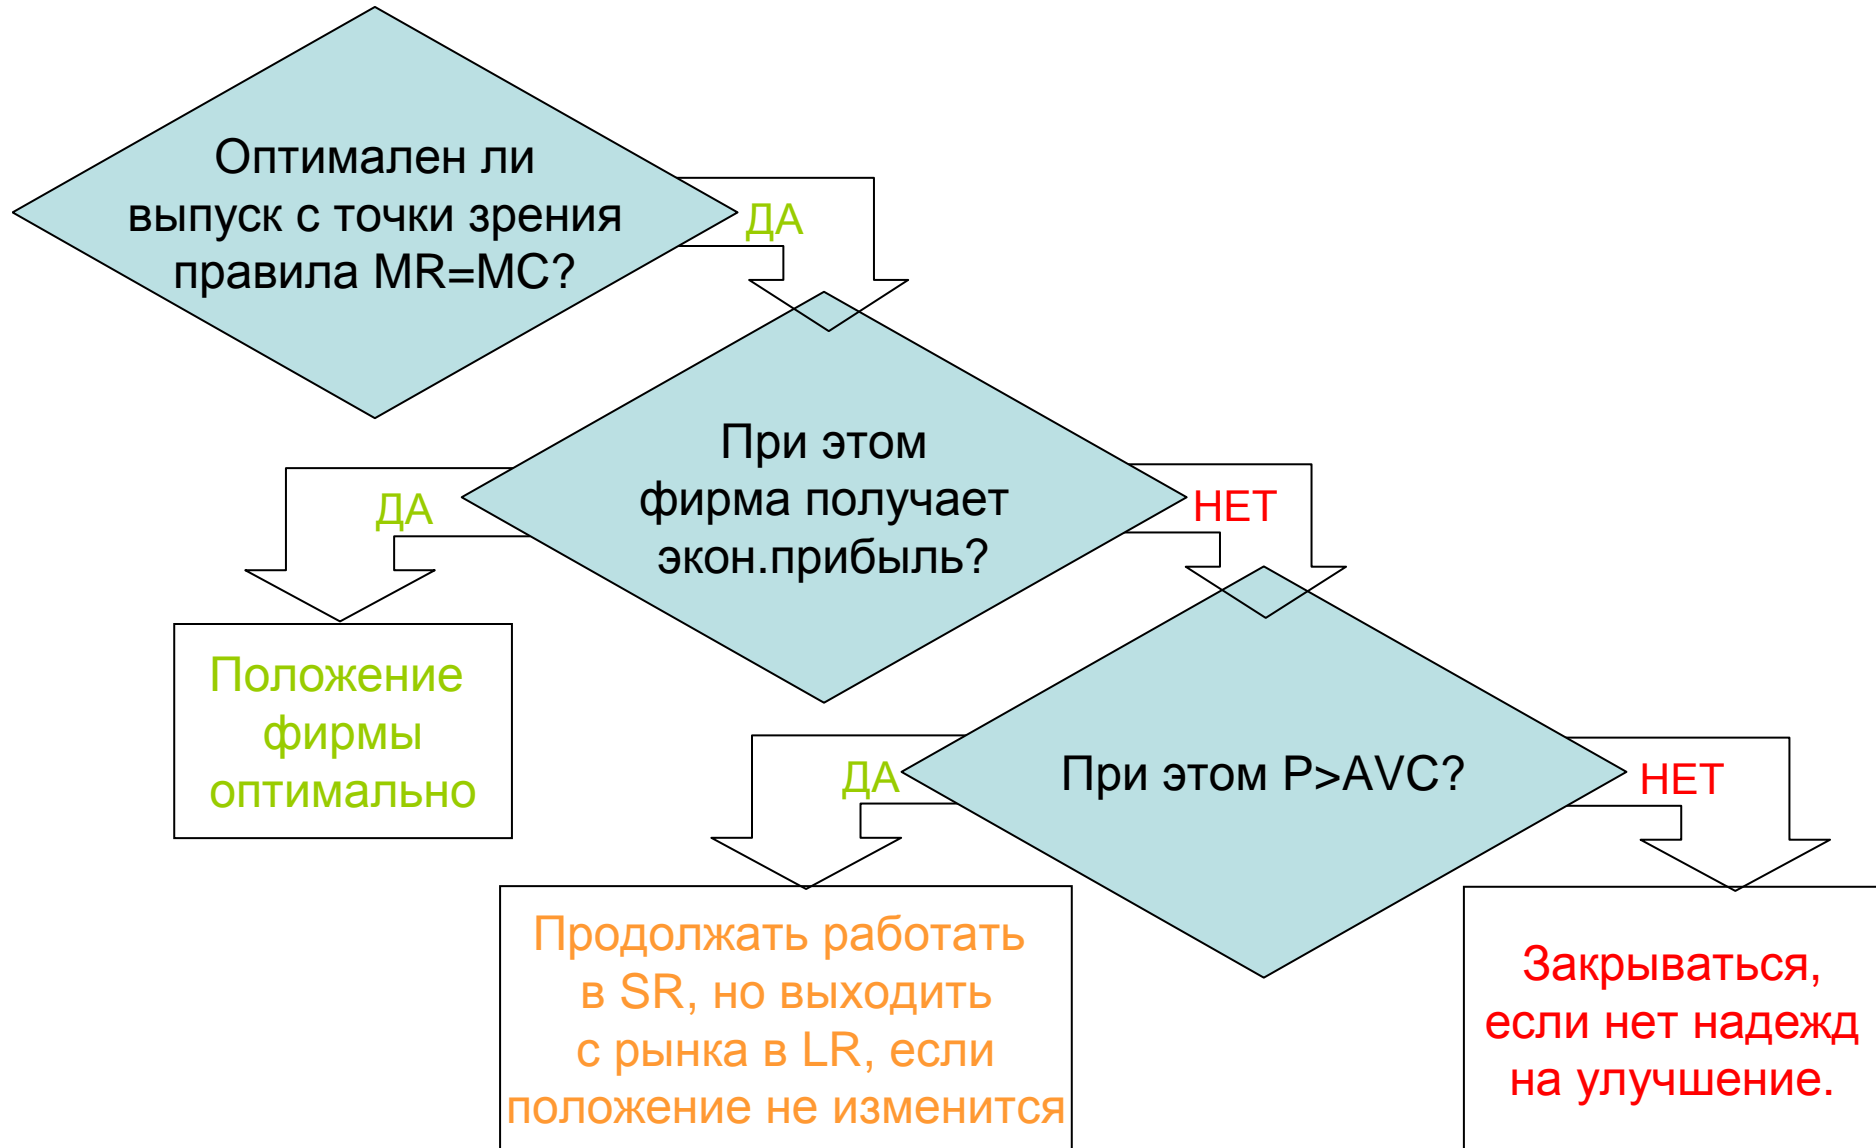 Оптимален ли
выпуск с точки зрения
правила MR=MC?
ДА
При этом
фирма получает
экон.прибыль?
ДА
НЕТ
Положение
фирмы
оптимально
При этом P>AVC?
ДА
НЕТ
Продолжать работать
в SR, но выходить
с рынка в LR, если
положение не изменится
Закрываться,
если нет надежд
на улучшение.